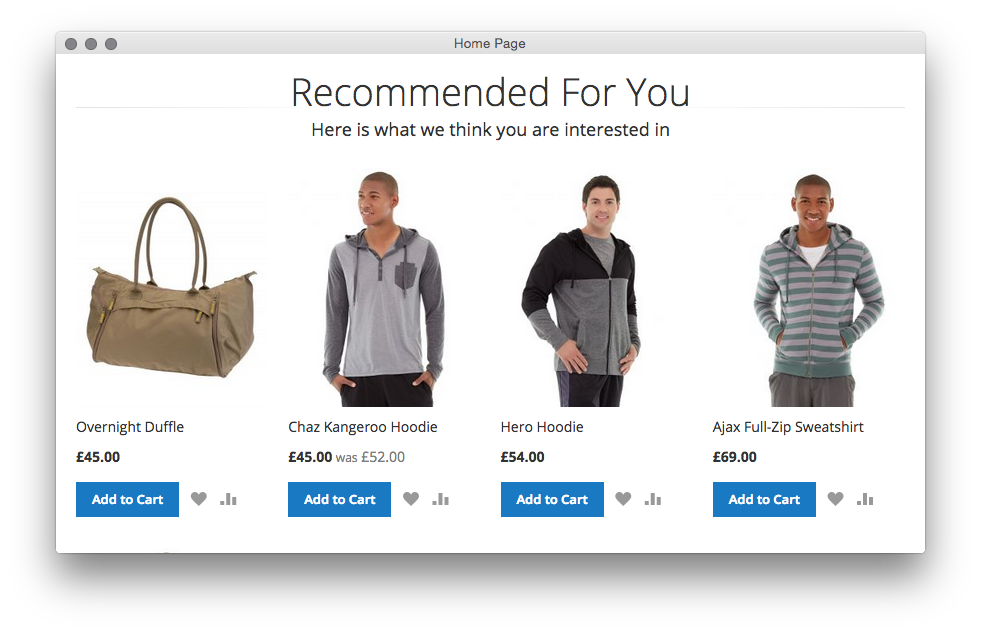 Home Page
Recommended For You
Here is what we think you are interested in
Overnight Duffle
£45.00
Add to Cart
Chaz Kangeroo Hoodie
£45.00 was £52.00
Add to Cart
Hero Hoodie
£54.00
Add to Cart
Ajax Full-Zip Sweatshirt
£69.00
Add to Cart